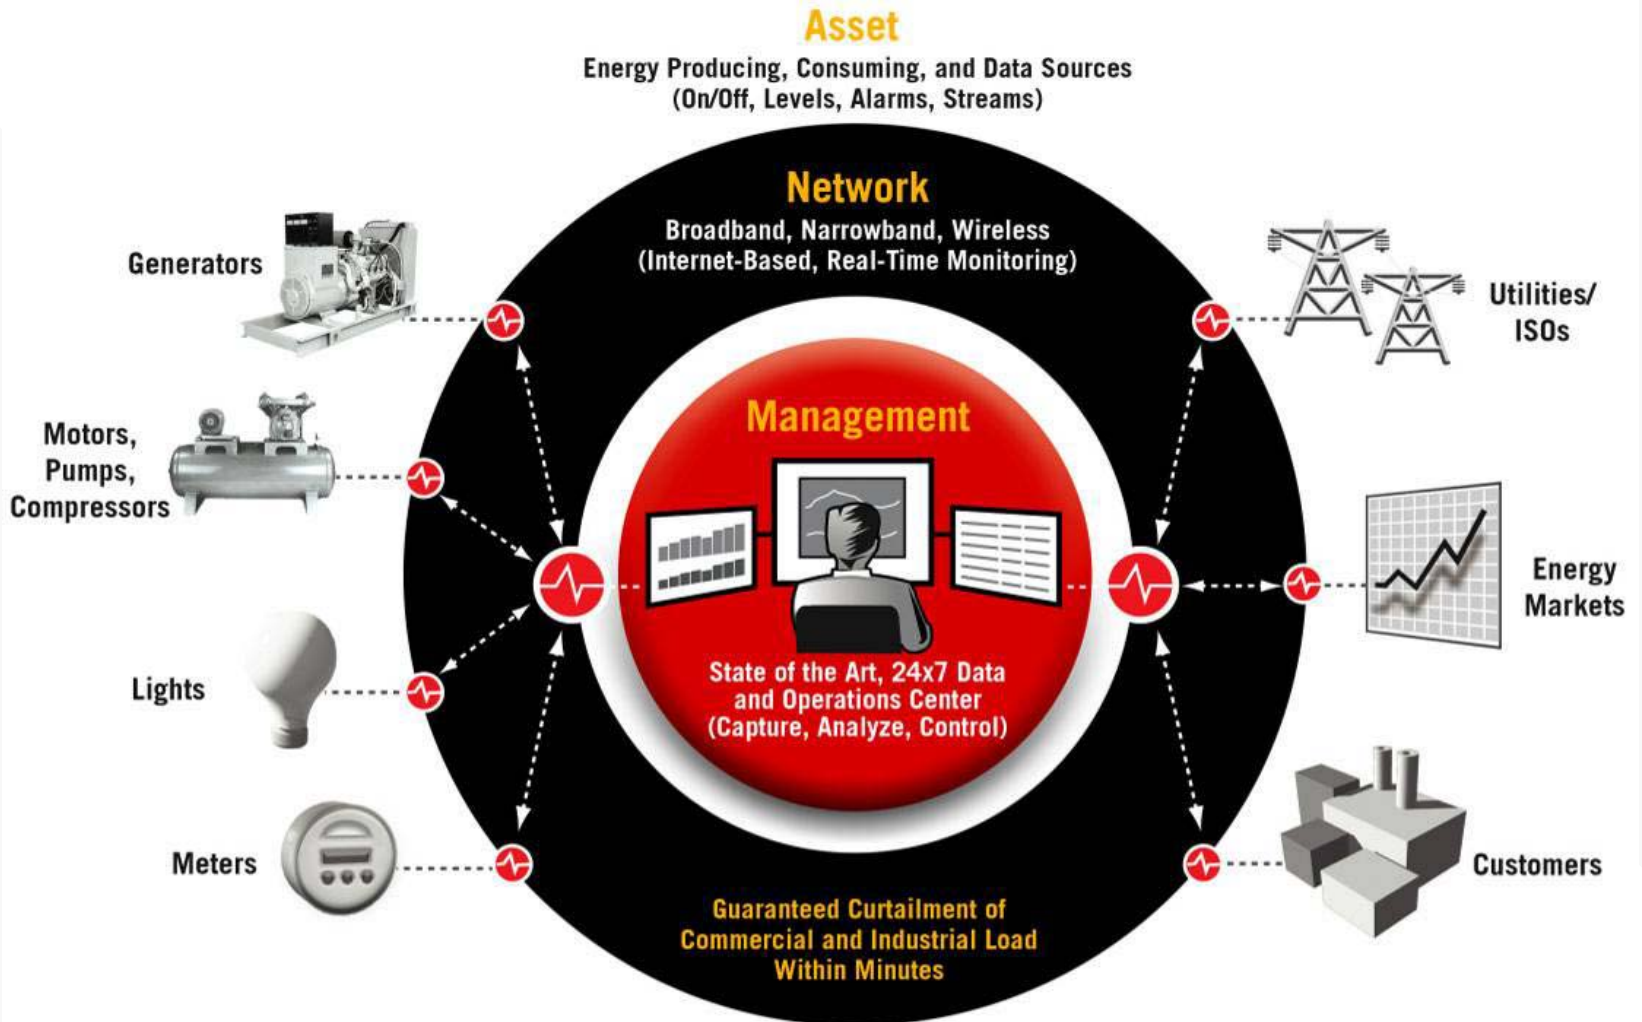 Asset
Energy Producing, Consuming, and Data Sources
(On/Off, Levels, Alarms, Streams)
Network
Broadband, Narrowband, Wireless
(Internet-Based, Real-Time Monitoring)
Generators
Utilities/
ISOs
Motors,
Pumps,
Compressors
Management
Energy
Markets
Lights
State of the Art, 24x7 Data
and Operations Center
(Capture, Analyze, Control)
Meters
Customers
Guaranteed Curtailment of
Commercial and Industrial Load
Within Minutes